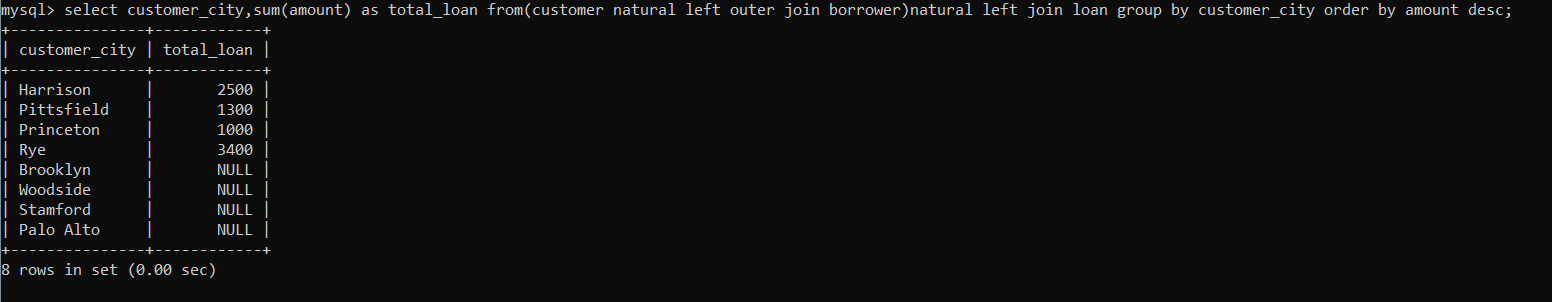 mysql> select customer_city,sum(amount) as total_loan from(customer natural left outer join borrower)natural left join loan group by customer_city order by amount desc;
+---------------+------------+
| customer_city | total_loan |
+---------------+------------+
| Harrison      |       2500 |
| Pittsfield    |       1300 |
| Princeton     |       1000 |
| Rye           |       3400 |
| Brooklyn      |       NULL |
| Woodside      |       NULL |
| Stamford      |       NULL |
| Palo Alto     |       NULL |
+---------------+------------+
8 rows in set (0.00 sec)